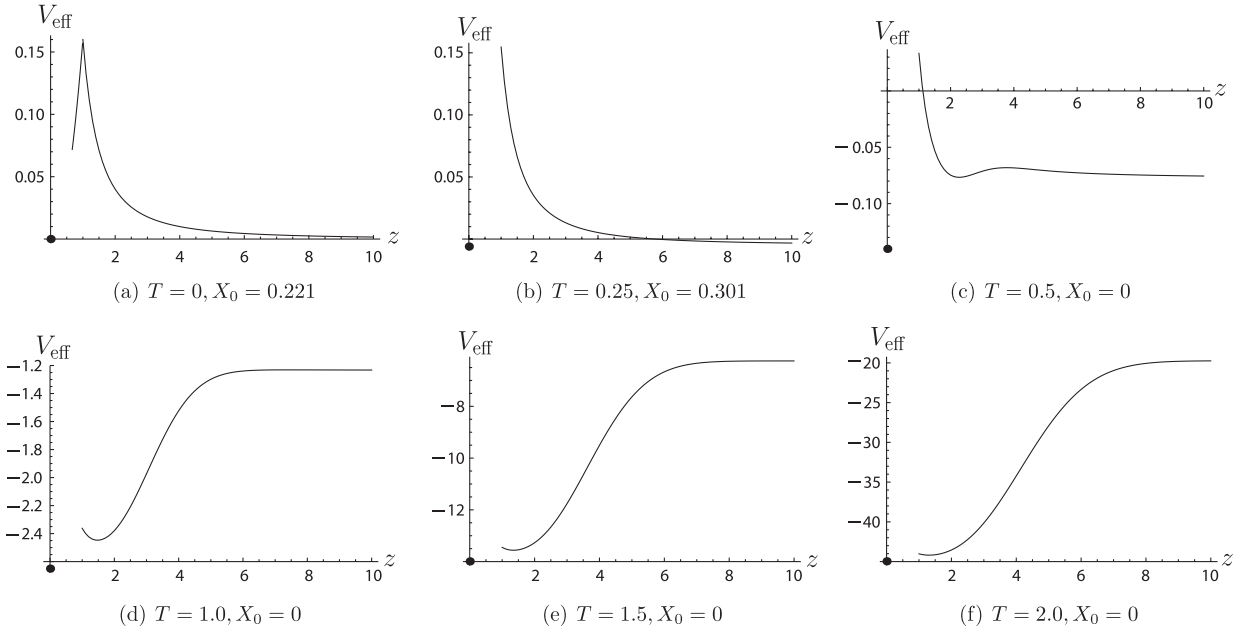 V_eff V_eff V_eff
0.15 0.15 z
0.10 0.10 2 4 6 8 10
0.05 0.05 −0.05
−0.10
2 4 6 8 10 z 2 4 6 8 10 z
(a) T = 0, X_0 = 0.221 (b) T = 0.25, X_0 = 0.301 (c) T = 0.5, X_0 = 0
V_eff V_eff V_eff
−1.2 −20
−1.4 −8 −25
−1.6 −30
−1.8 −10
−2.0 −35
−2.2 −12 −40
−2.4
2 4 6 8 10 z 2 4 6 8 10 z 2 4 6 8 10 z
(d) T = 1.0, X_0 = 0 (e) T = 1.5, X_0 = 0 (f) T = 2.0, X_0 = 0